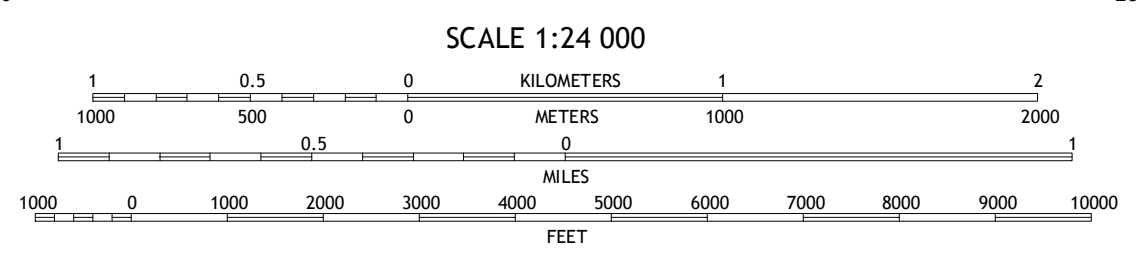 SCALE 1:24 000
1 0.5 0 KILOMETERS 1 2
1000 500 0 METERS 1000 2000
1 0.5 0 1
MILES
1000 0 1000 2000 3000 4000 5000 6000 7000 8000 9000 10000
FEET